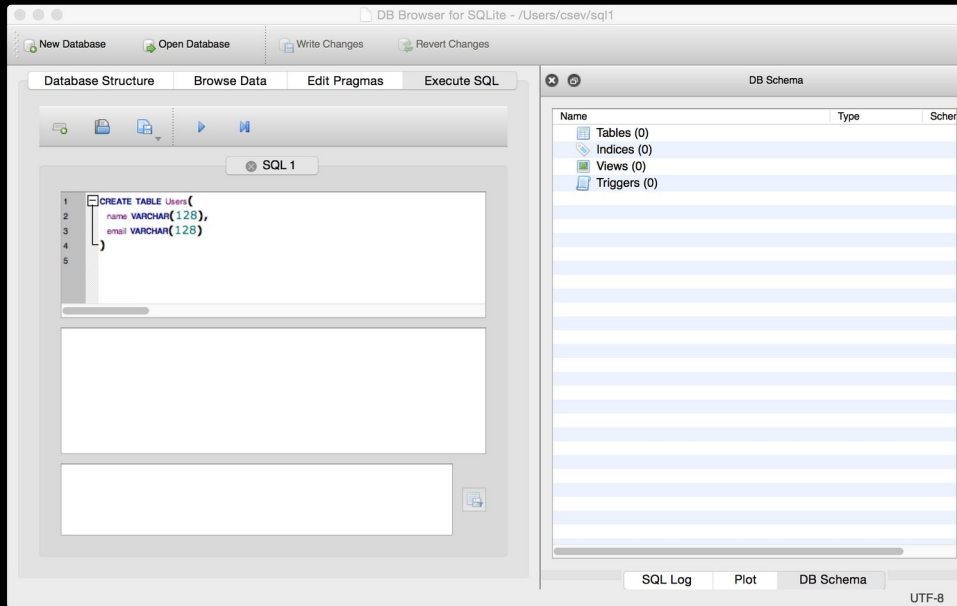 DB Browser for SQLite - /Users/csev/sql1
New Database Open Database Write Changes Revert Changes
Database Structure Browse Data Edit Pragmas Execute SQL
SQL 1
1 CREATE TABLE Users(
2 name VARCHAR(128),
3 email VARCHAR(128)
4 )
5
DB Schema
Name Type Scher
Tables (0)
Indices (0)
Views (0)
Triggers (0)
SQL Log Plot DB Schema
UTF-8